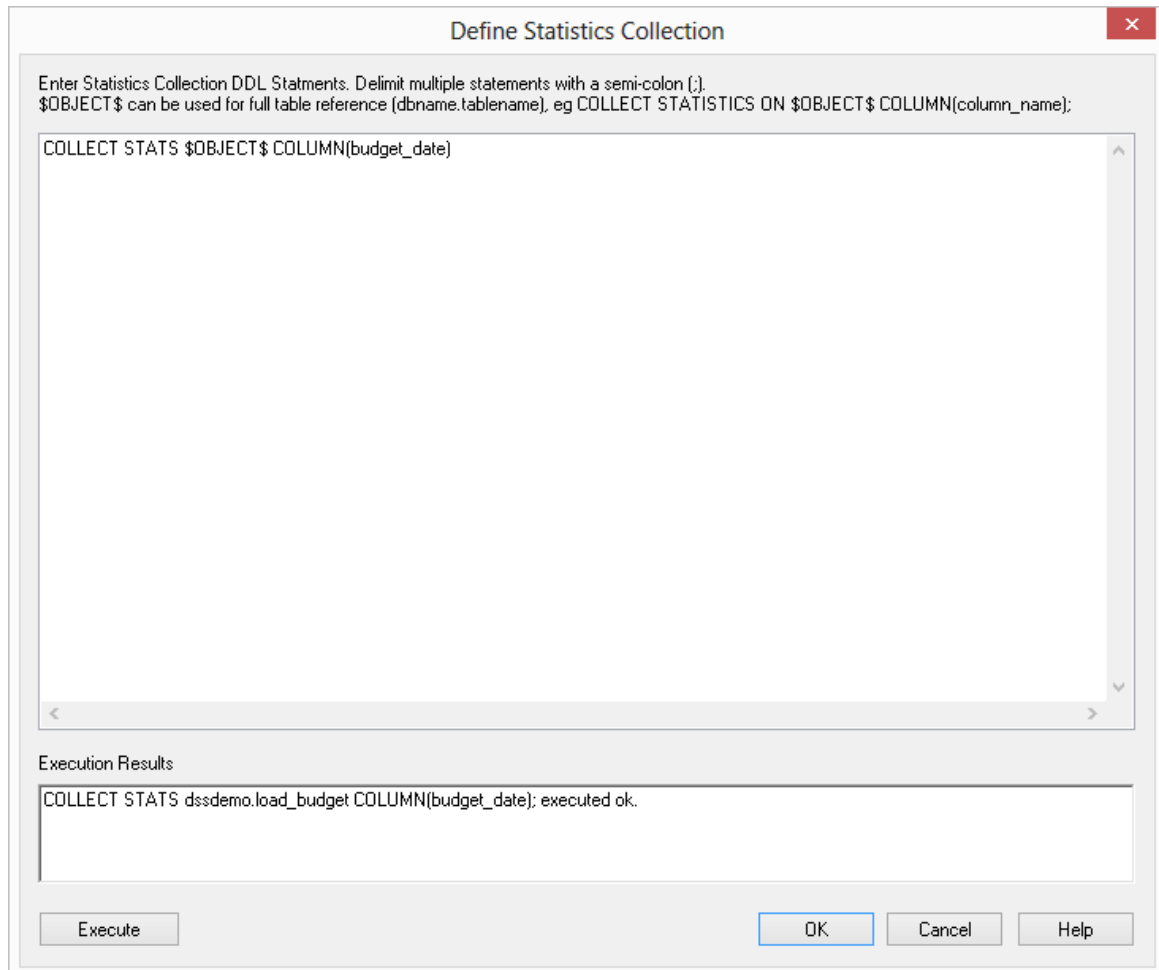 Define Statistics Collection
Enter Statistics Collection DDL Statments. Delimit multiple statements with a semi-colon (;).
$OBJECT$ can be used for full table reference (dbname.tablename), eg COLLECT STATISTICS ON $OBJECT$ COLUMN(column_name);
COLLECT STATS $OBJECT$ COLUMN(budget_date)
Execution Results
COLLECT STATS dssdemo.load_budget COLUMN(budget_date); executed ok.
Execute OK Cancel Help